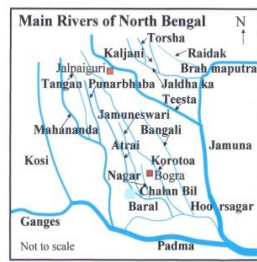 Main Rivers of North Bengal
N
Torsha
Kaljani
Raidak
Jalpaiguri
Brahmaputra
Tangan Punarbhaba
Jaldhaka
Teesta
Jamuneswari
Mahananda
Bangali
Atrai
Jamuna
Kosi
Korotoa
Nagar
Bogra
Chalan Bil
Baral
Hoorsagar
Ganges
Not to scale
Padma